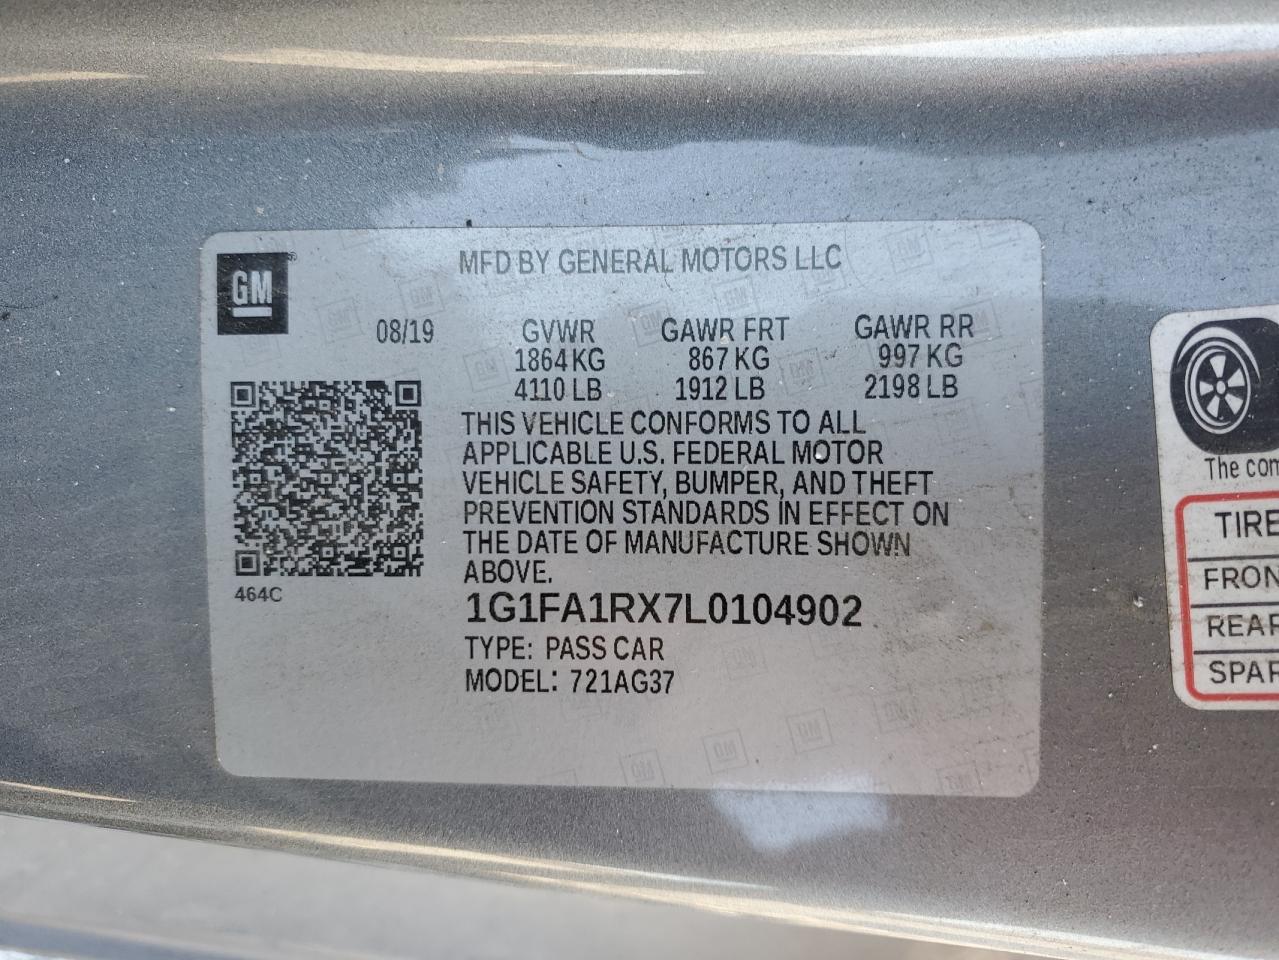 MFD BY GENERAL MOTORS LLC
GM
08/19 GVWR GAWR FRT GAWR RR
1864 KG 867 KG 997 KG
4110 LB 1912 LB 2198 LB
THIS VEHICLE CONFORMS TO ALL
APPLICABLE U.S. FEDERAL MOTOR
VEHICLE SAFETY, BUMPER, AND THEFT
PREVENTION STANDARDS IN EFFECT ON
THE DATE OF MANUFACTURE SHOWN
ABOVE.
464C
1G1FA1RX7L0104902
TYPE: PASS CAR
MODEL: 721AG37
The com
TIRE
FRON
REAR
SPAR